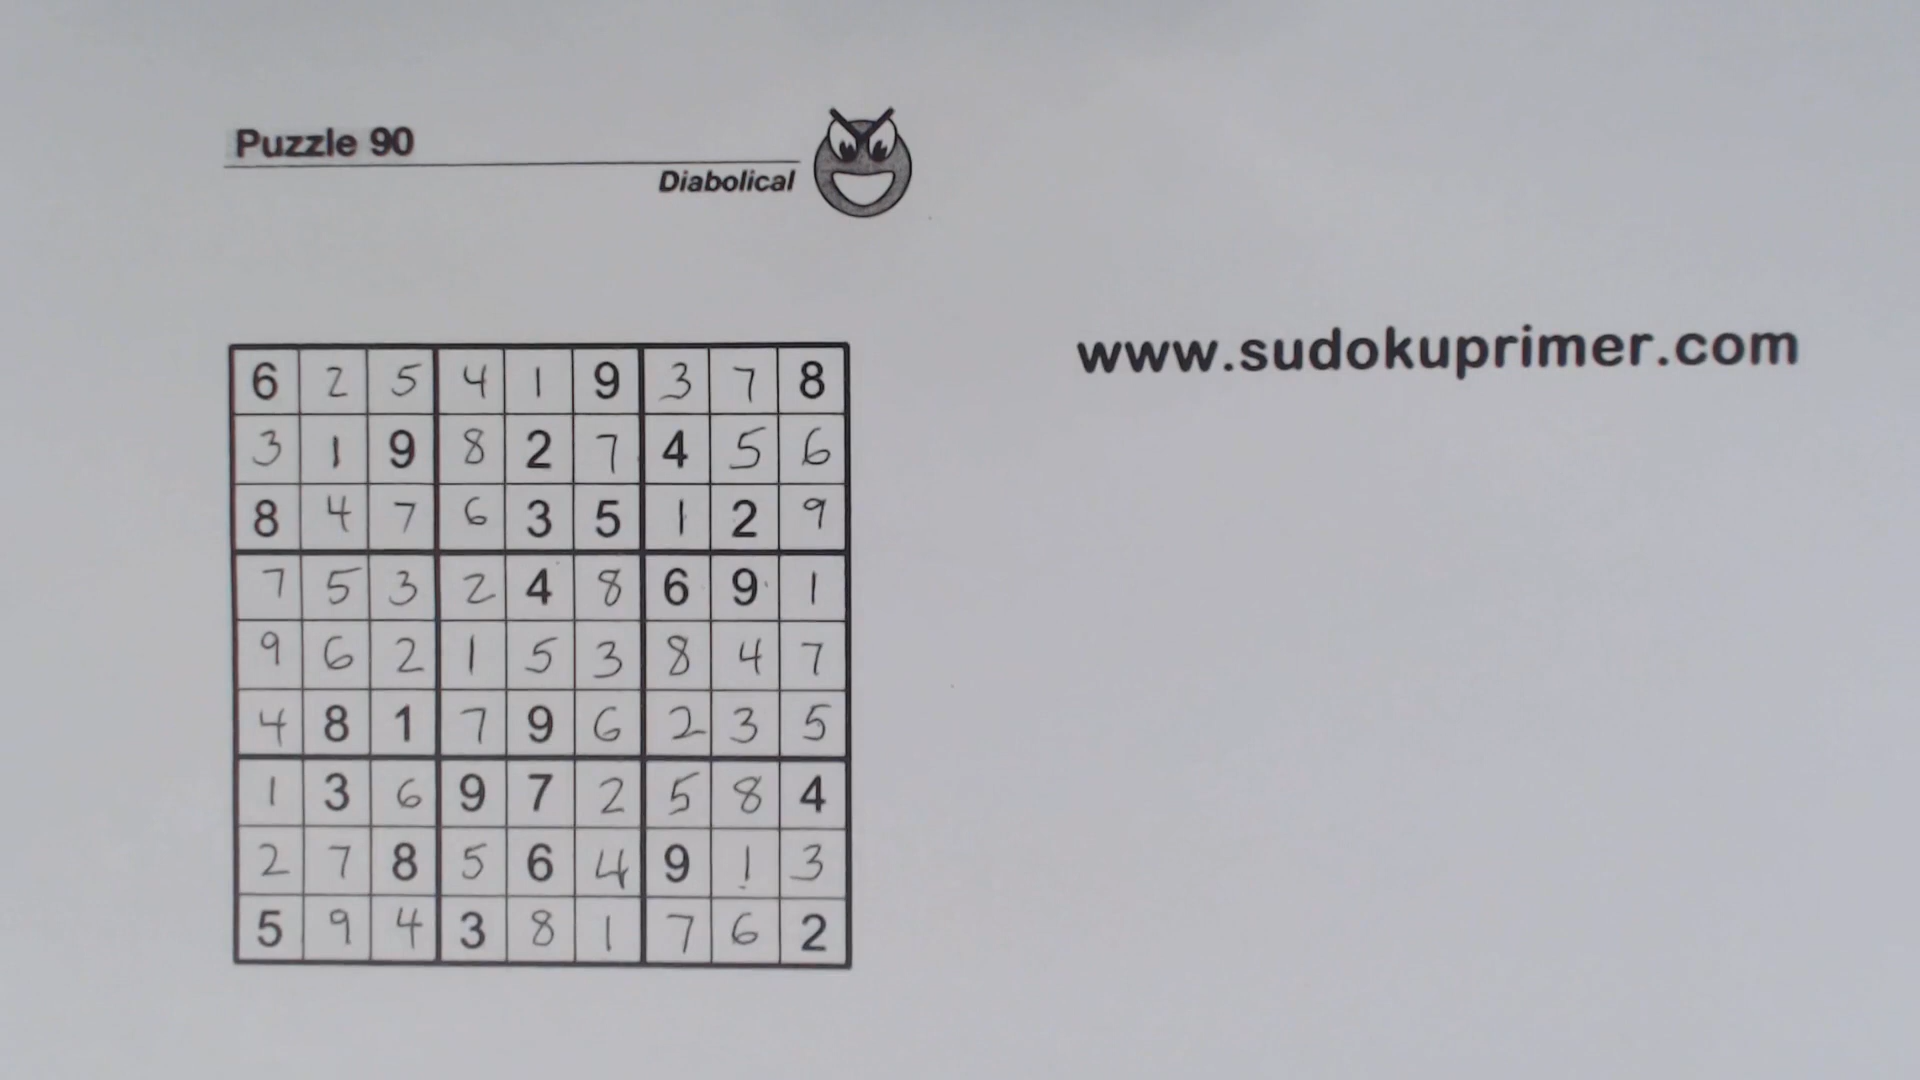 Puzzle 90
Diabolical
www.sudokuprimer.com
6 2 5 4 1 9 3 7 8
3 1 9 8 2 7 4 5 6
8 4 7 6 3 5 1 2 9
7 5 3 2 4 8 6 9 1
9 6 2 1 5 3 8 4 7
4 8 1 7 9 6 2 3 5
1 3 6 9 7 2 5 8 4
2 7 8 5 6 4 9 1 3
5 9 4 3 8 1 7 6 2